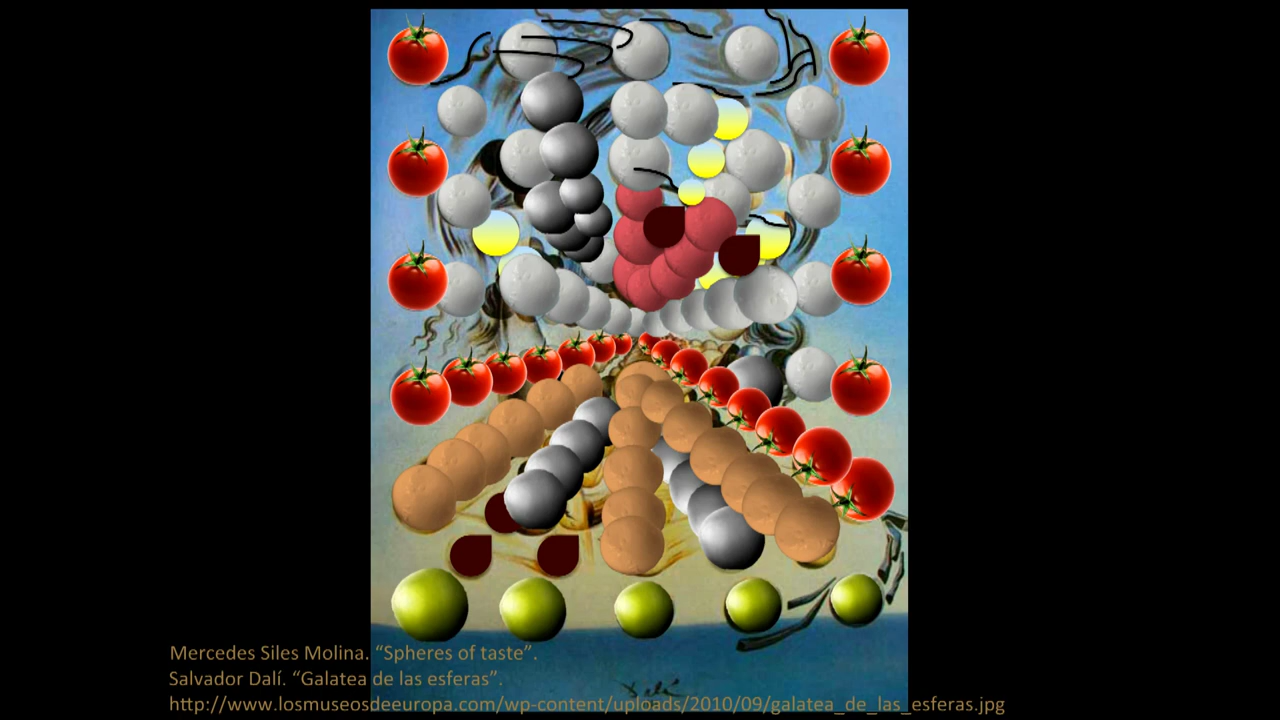 Dalí
Mercedes Siles Molina. “Spheres of taste”.
Salvador Dalí. “Galatea de las esferas”.
http://www.losmuseosdeeuropa.com/wp-content/uploads/2010/09/galatea_de_las_esferas.jpg